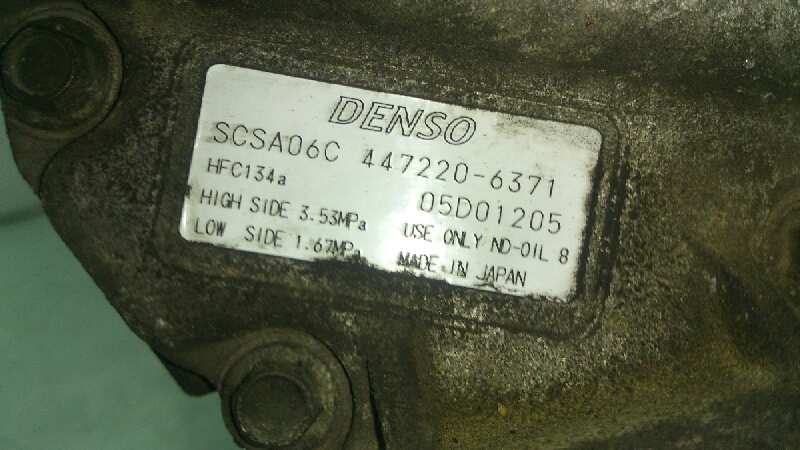 DENSO
SCSA06C 447220-6371
HFC134a 05D01205
HIGH SIDE 3.53MPa USE ONLY ND-OIL 8
LOW SIDE 1.67MPa MADE IN JAPAN